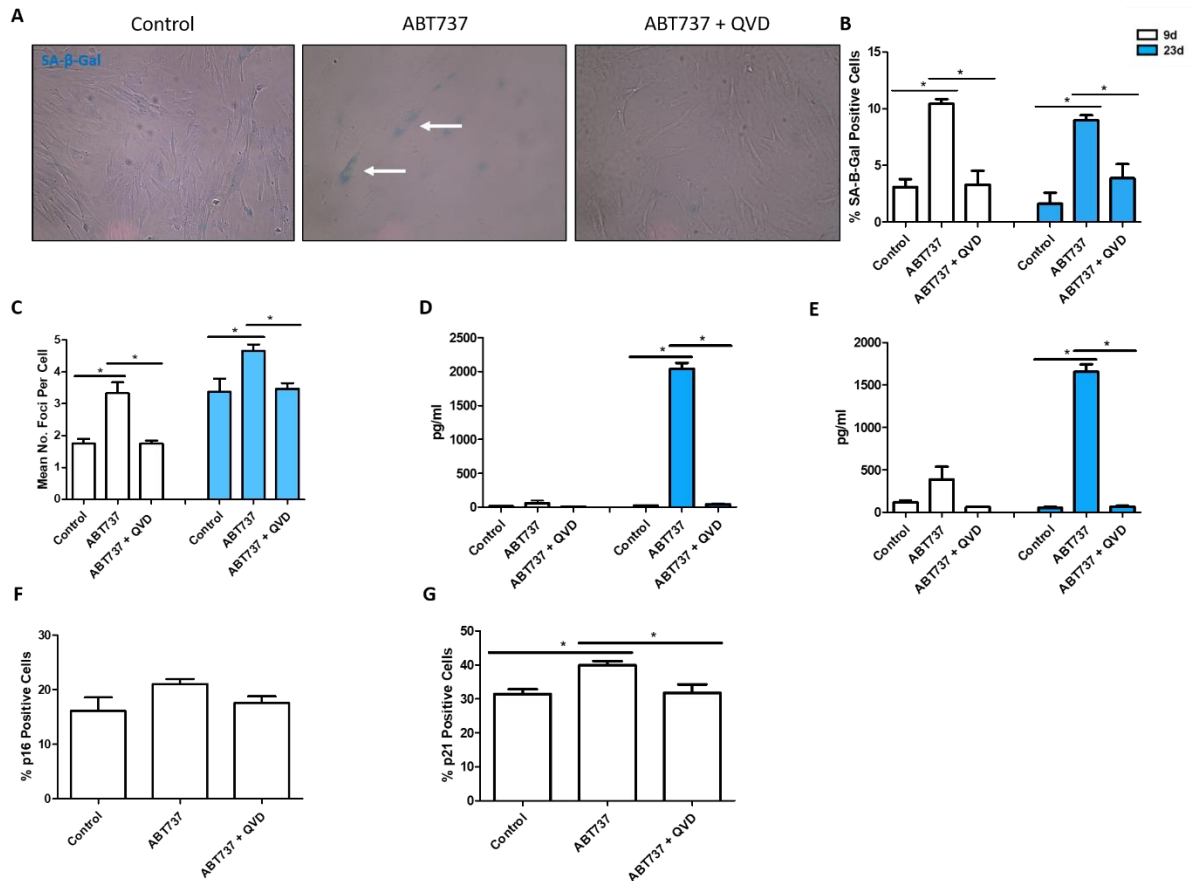 A
Control
ABT737
ABT737 + QVD
SA-β-Gal
B
9d
23d
% SA-B-Gal Positive Cells
15
10
5
0
*
*
*
*
Control
ABT737
ABT737 + QVD
Control
ABT737
ABT737 + QVD
C
Mean No. Foci Per Cell
5
4
3
2
1
0
*
*
*
*
Control
ABT737
ABT737 + QVD
Control
ABT737
ABT737 + QVD
D
pg/ml
2500
2000
1500
1000
500
0
*
*
Control
ABT737
ABT737 + QVD
Control
ABT737
ABT737 + QVD
E
pg/ml
2000
1500
1000
500
0
*
*
Control
ABT737
ABT737 + QVD
Control
ABT737
ABT737 + QVD
F
% p16 Positive Cells
30
20
10
0
Control
ABT737
ABT737 + QVD
G
% p21 Positive Cells
50
40
30
20
10
0
*
*
Control
ABT737
ABT737 + QVD